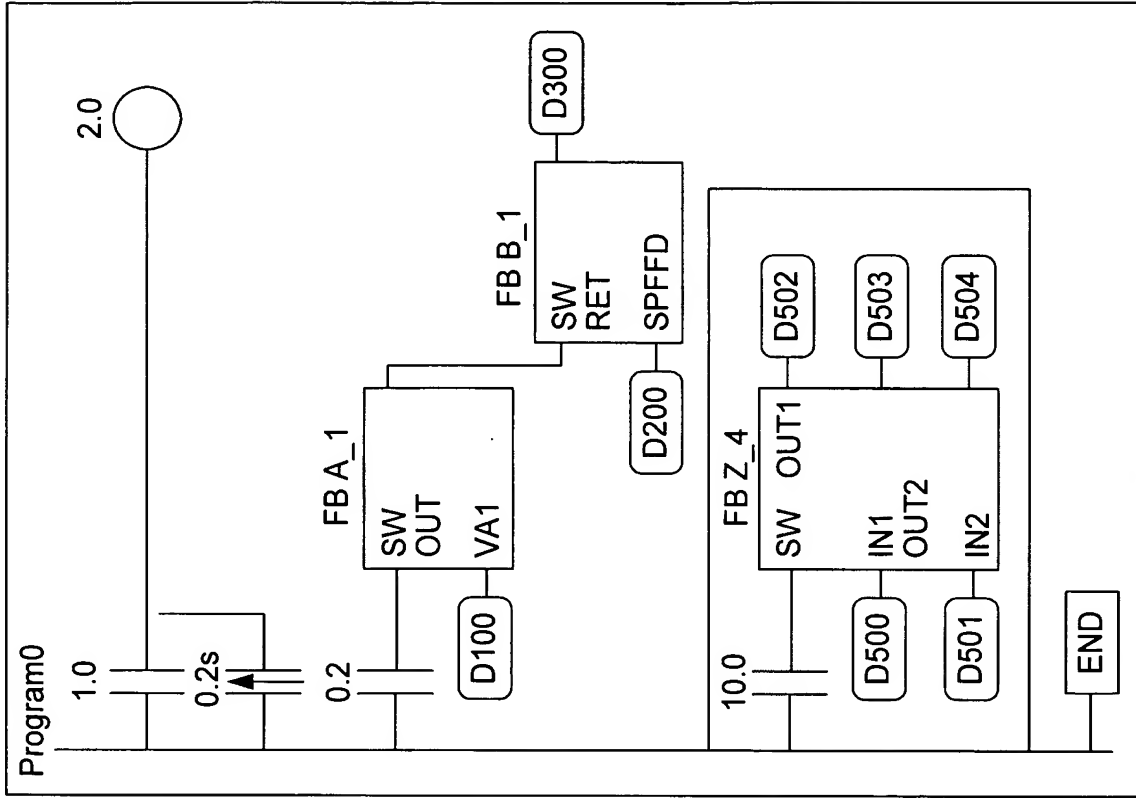 Program0
1.0
2.0
0.2s
0.2
FB A_1
SW
OUT
VA1
D100
FB B_1
SW
RET
SPFFD
D200
D300
10.0
FB Z_4
SW OUT1
IN1
OUT2
IN2
D500
D501
D502
D503
D504
END